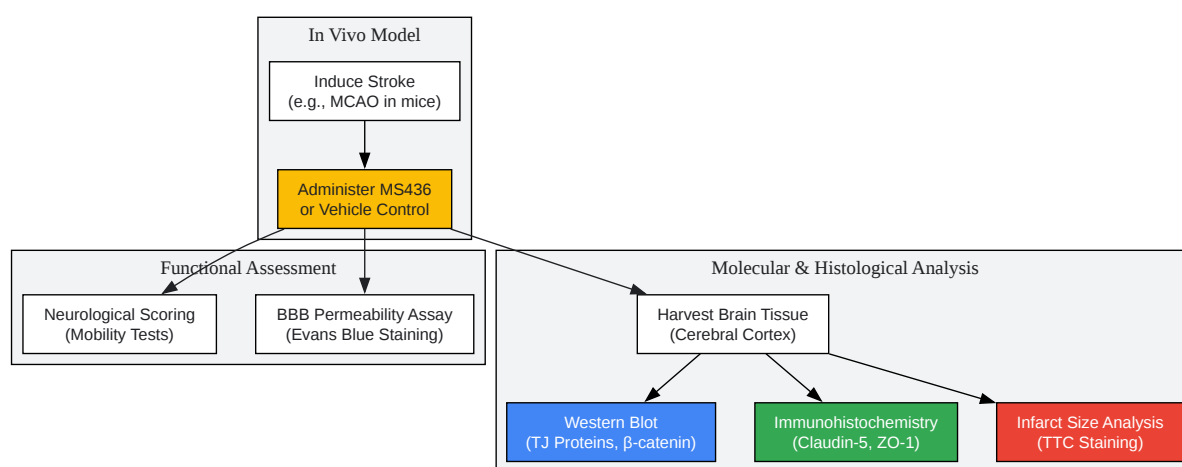 In Vivo Model
Induce Stroke
(e.g., MCAO in mice)
Administer MS436
or Vehicle Control
Functional Assessment
Neurological Scoring
(Mobility Tests)
BBB Permeability Assay
(Evans Blue Staining)
Molecular & Histological Analysis
Harvest Brain Tissue
(Cerebral Cortex)
Western Blot
(TJ Proteins, β-catenin)
Immunohistochemistry
(Claudin-5, ZO-1)
Infarct Size Analysis
(TTC Staining)